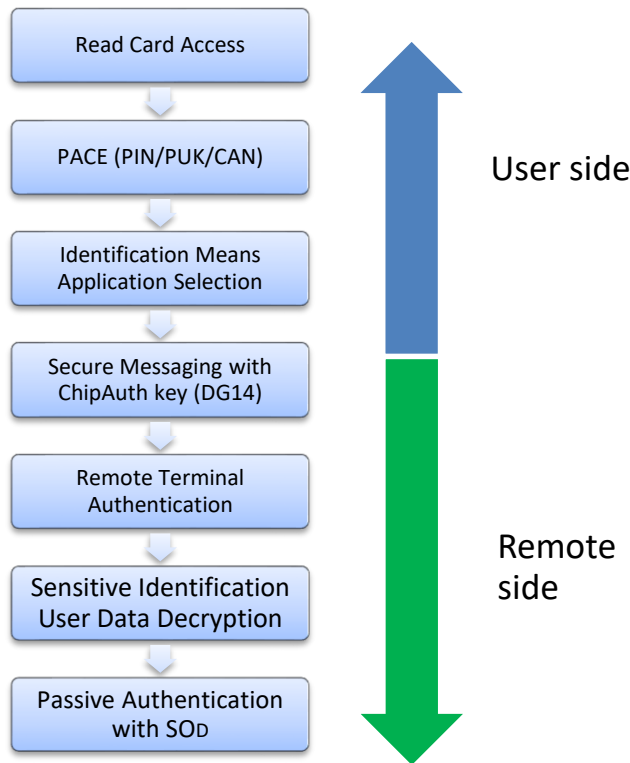 Read Card Access
PACE (PIN/PUK/CAN)
User side
Identification Means
Application Selection
Secure Messaging with
ChipAuth key (DG14)
Remote Terminal
Authentication
Remote
side
Sensitive Identification
User Data Decryption
Passive Authentication
with SOD